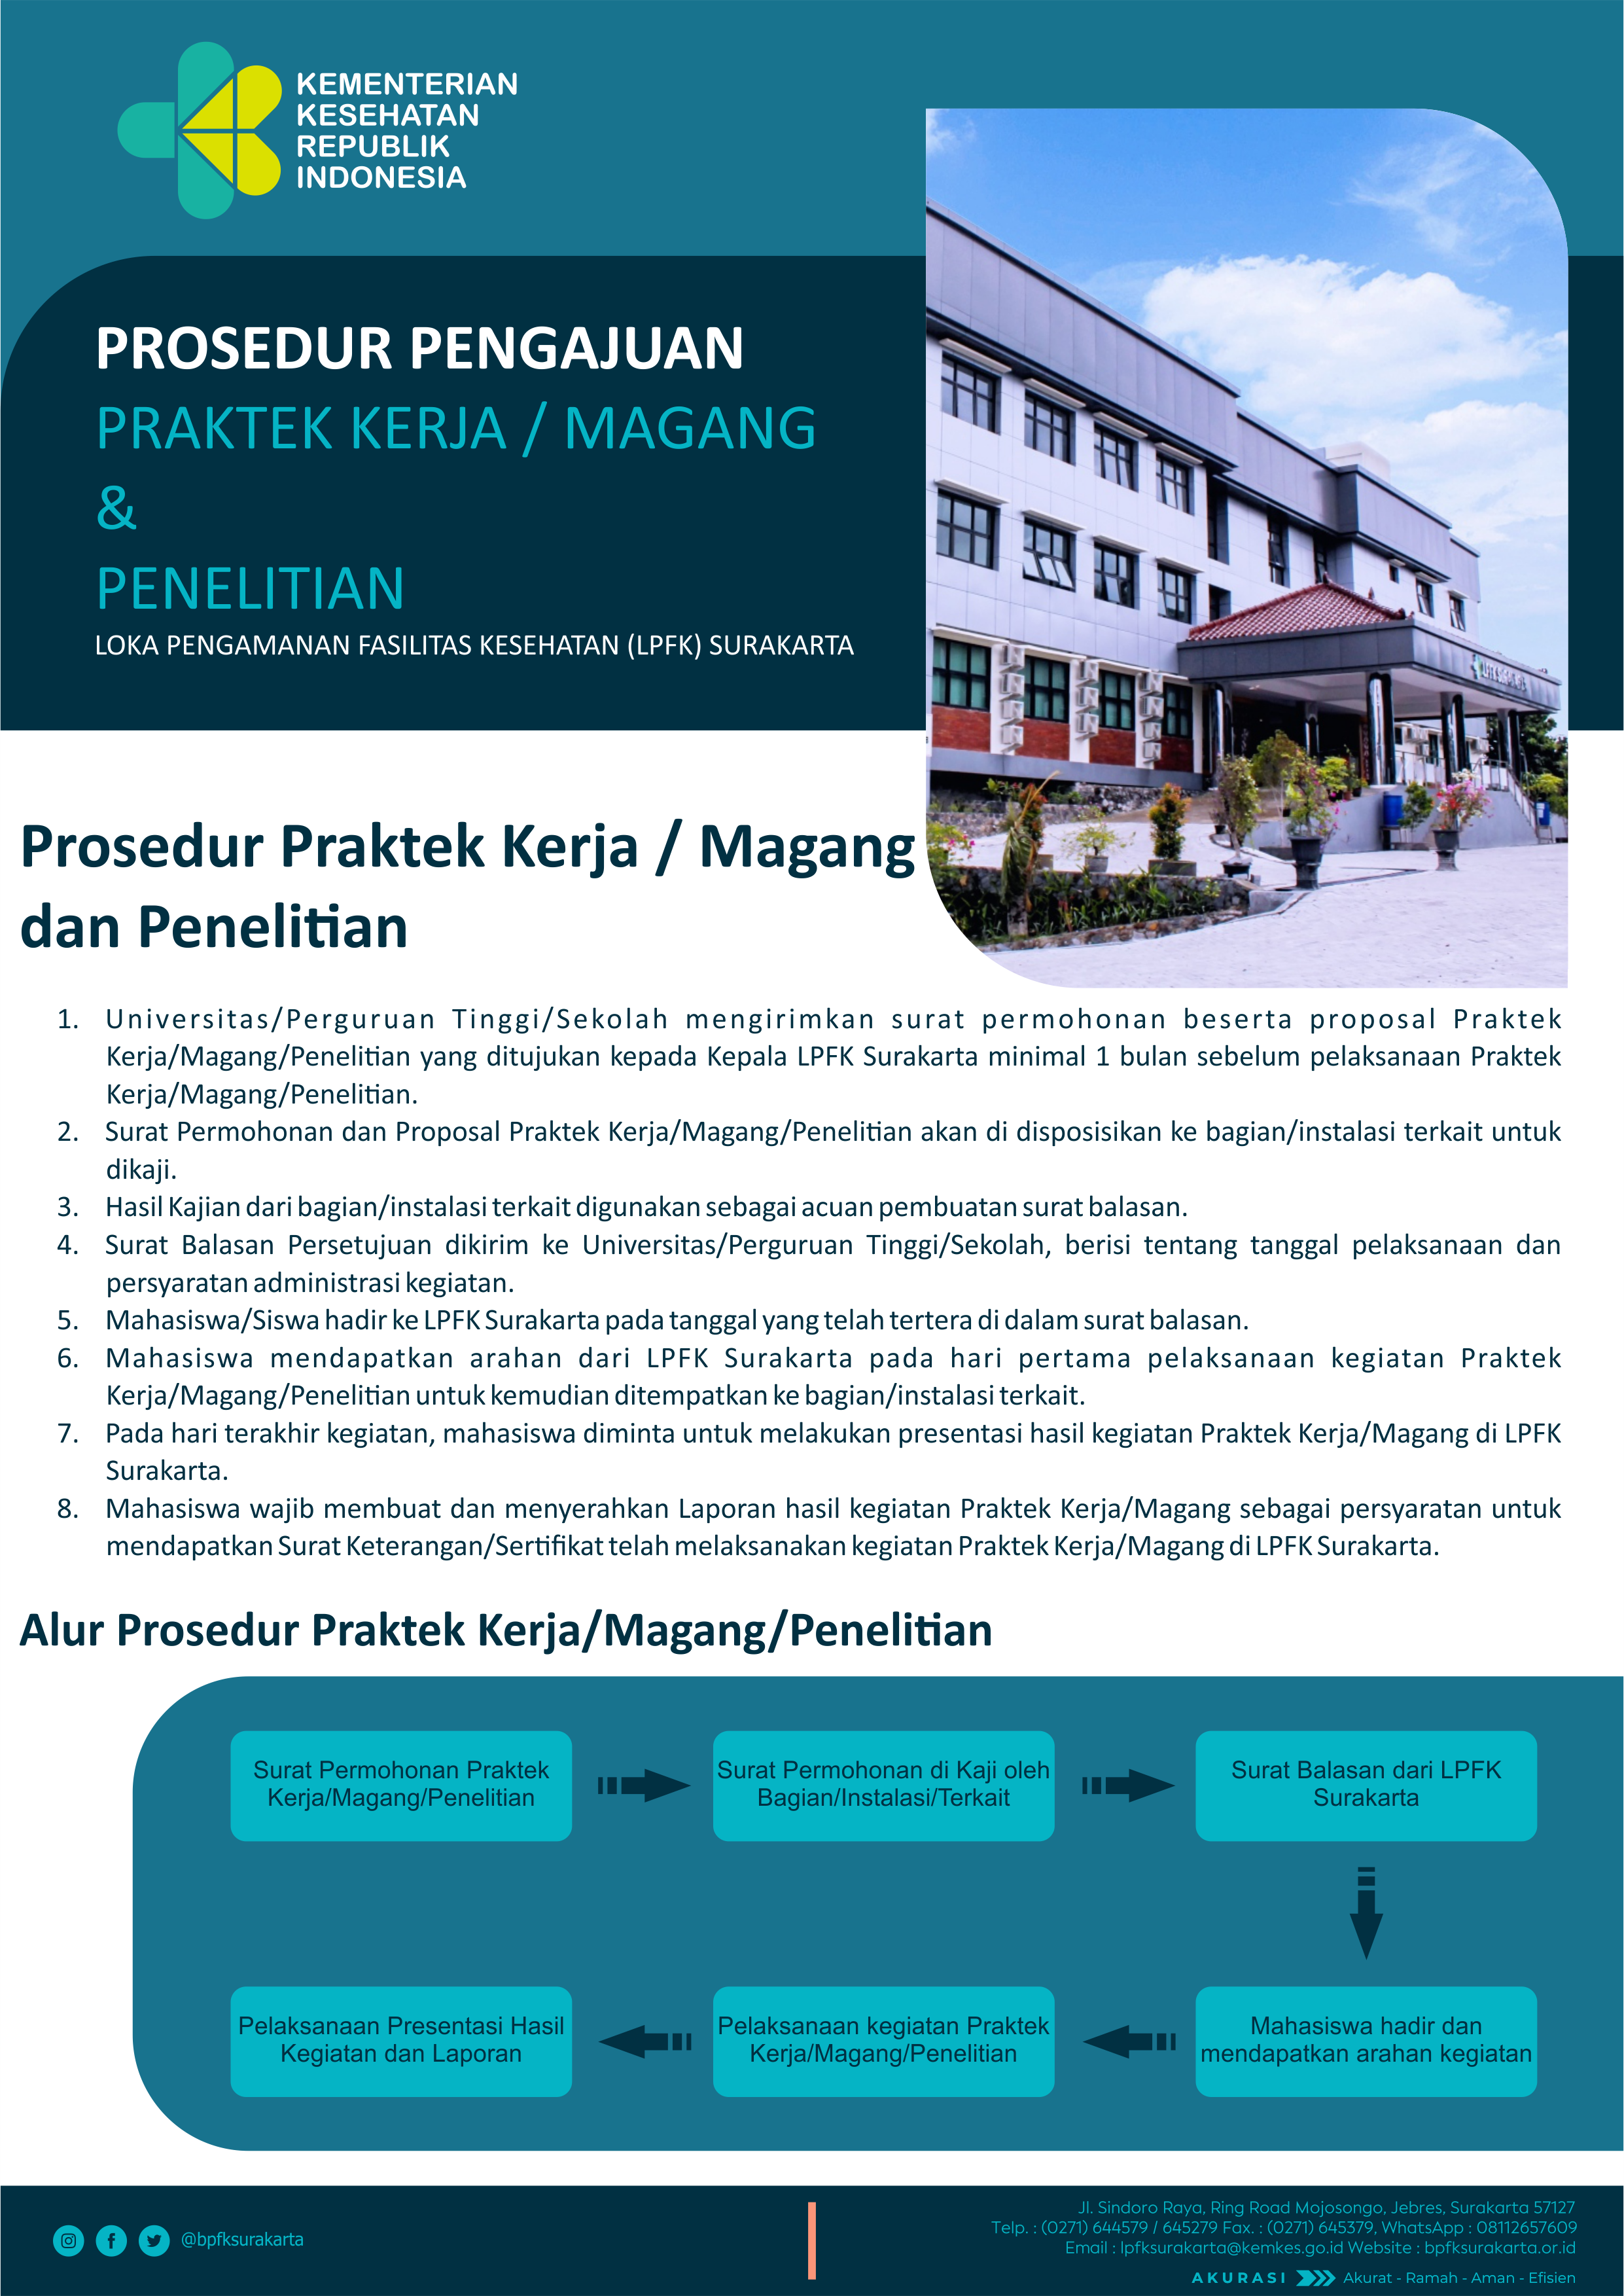 KEMENTERIAN
KESEHATAN
REPUBLIK
INDONESIA
PROSEDUR PENGAJUAN
PRAKTEK KERJA / MAGANG
&
PENELITIAN
LOKA PENGAMANAN FASILITAS KESEHATAN (LPFK) SURAKARTA
Prosedur Praktek Kerja / Magang
dan Penelitian
1. Universitas/Perguruan Tinggi/Sekolah mengirimkan surat permohonan beserta proposal Praktek
Kerja/Magang/Penelitian yang ditujukan kepada Kepala LPFK Surakarta minimal 1 bulan sebelum pelaksanaan Praktek
Kerja/Magang/Penelitian.
2. Surat Permohonan dan Proposal Praktek Kerja/Magang/Penelitian akan di disposisikan ke bagian/instalasi terkait untuk
dikaji.
3. Hasil Kajian dari bagian/instalasi terkait digunakan sebagai acuan pembuatan surat balasan.
4. Surat Balasan Persetujuan dikirim ke Universitas/Perguruan Tinggi/Sekolah, berisi tentang tanggal pelaksanaan dan
persyaratan administrasi kegiatan.
5. Mahasiswa/Siswa hadir ke LPFK Surakarta pada tanggal yang telah tertera di dalam surat balasan.
6. Mahasiswa mendapatkan arahan dari LPFK Surakarta pada hari pertama pelaksanaan kegiatan Praktek
Kerja/Magang/Penelitian untuk kemudian ditempatkan ke bagian/instalasi terkait.
7. Pada hari terakhir kegiatan, mahasiswa diminta untuk melakukan presentasi hasil kegiatan Praktek Kerja/Magang di LPFK
Surakarta.
8. Mahasiswa wajib membuat dan menyerahkan Laporan hasil kegiatan Praktek Kerja/Magang sebagai persyaratan untuk
mendapatkan Surat Keterangan/Sertifikat telah melaksanakan kegiatan Praktek Kerja/Magang di LPFK Surakarta.
Alur Prosedur Praktek Kerja/Magang/Penelitian
Surat Permohonan Praktek
Kerja/Magang/Penelitian
Surat Permohonan di Kaji oleh
Bagian/Instalasi/Terkait
Surat Balasan dari LPFK
Surakarta
Mahasiswa hadir dan
mendapatkan arahan kegiatan
Pelaksanaan kegiatan Praktek
Kerja/Magang/Penelitian
Pelaksanaan Presentasi Hasil
Kegiatan dan Laporan
@bpfksurakarta
Jl. Sindoro Raya, Ring Road Mojosongo, Jebres, Surakarta 57127
Telp. : (0271) 644579 / 645279 Fax. : (0271) 645379, WhatsApp : 08112657609
Email : lpfksurakarta@kemkes.go.id Website : bpfksurakarta.or.id
AKURASI Akurat - Ramah - Aman - Efisien